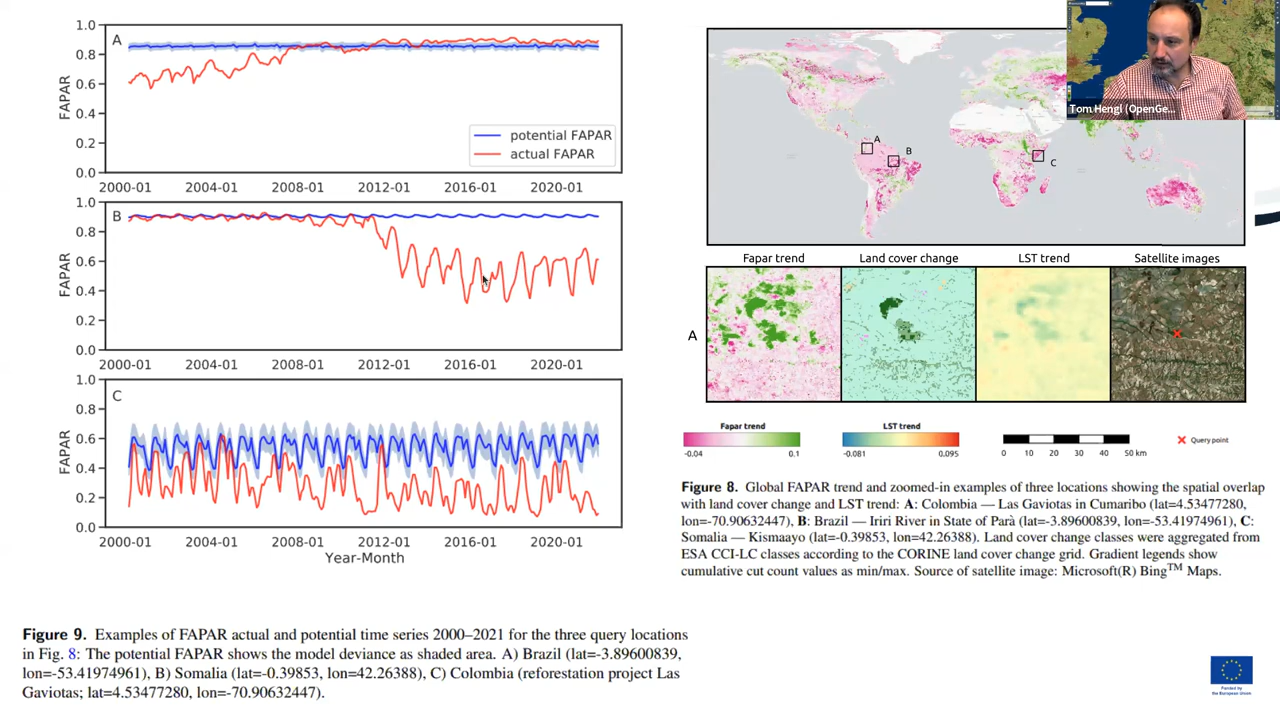 A
1.0
0.8
0.6
0.4
0.2
0.0
FAPAR
potential FAPAR
actual FAPAR
2000-01 2004-01 2008-01 2012-01 2016-01 2020-01
B
1.0
0.8
0.6
0.4
0.2
0.0
FAPAR
2000-01 2004-01 2008-01 2012-01 2016-01 2020-01
C
1.0
0.8
0.6
0.4
0.2
0.0
FAPAR
2000-01 2004-01 2008-01 2012-01 2016-01 2020-01
Year-Month
Figure 9. Examples of FAPAR actual and potential time series 2000–2021 for the three query locations
in Fig. 8: The potential FAPAR shows the model deviance as shaded area. A) Brazil (lat=-3.89600839,
lon=-53.41974961), B) Somalia (lat=-0.39853, lon=42.26388), C) Colombia (reforestation project Las
Gaviotas; lat=4.53477280, lon=-70.90632447).
Tom Hengl (OpenGe...
A
B
C
Fapar trend Land cover change LST trend Satellite images
A
Fapar trend
-0.04 0.1
LST trend
-0.081 0.095
0 10 20 30 40 50 km
Query point
Figure 8. Global FAPAR trend and zoomed-in examples of three locations showing the spatial overlap
with land cover change and LST trend: A: Colombia — Las Gaviotas in Cumaribo (lat=4.53477280,
lon=-70.90632447), B: Brazil — Iriri River in State of Parà (lat=-3.89600839, lon=-53.41974961), C:
Somalia — Kismaayo (lat=-0.39853, lon=42.26388). Land cover change classes were aggregated from
ESA CCI-LC classes according to the CORINE land cover change grid. Gradient legends show
cumulative cut count values as min/max. Source of satellite image: Microsoft(R) Bing™ Maps.
Funded by
the European Union